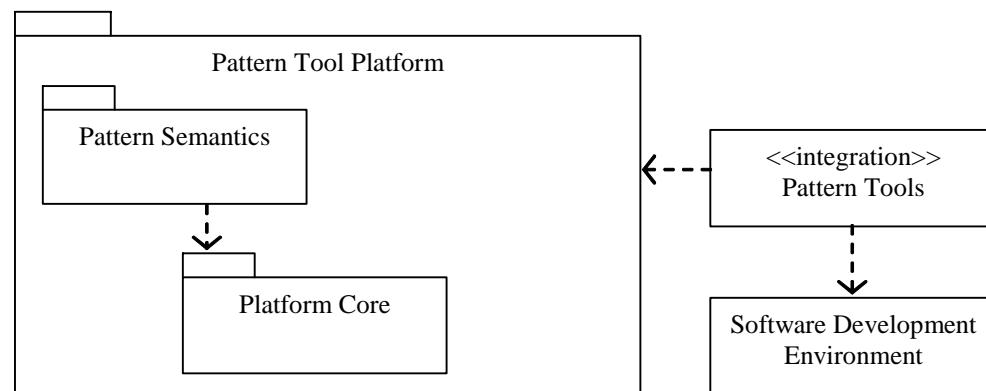 Pattern Tool Platform
Pattern Semantics
Platform Core
<<integration>>
Pattern Tools
Software Development
Environment